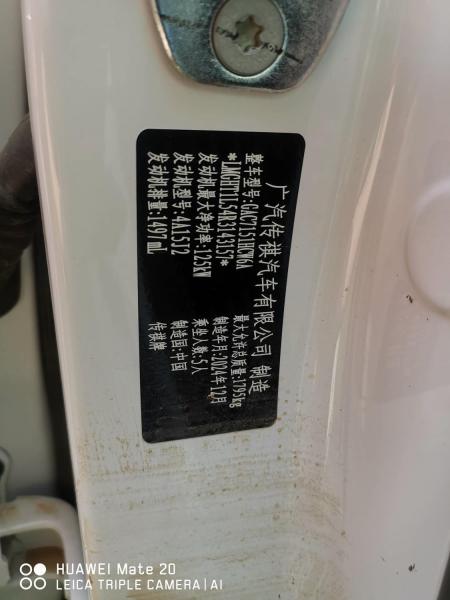 广汽传祺汽车有限公司 制造
整车型号:GAC7151HCW6A
最大允许总质量:1795kg
*LMGHT1L54R3143157*
制造年月:2024年12月
发动机最大净功率:125kW
乘坐人数:5人
发动机型号:4A15J2
制造国:中国
发动机排量:1497mL
传祺牌
HUAWEI Mate 20
LEICA TRIPLE CAMERA | AI